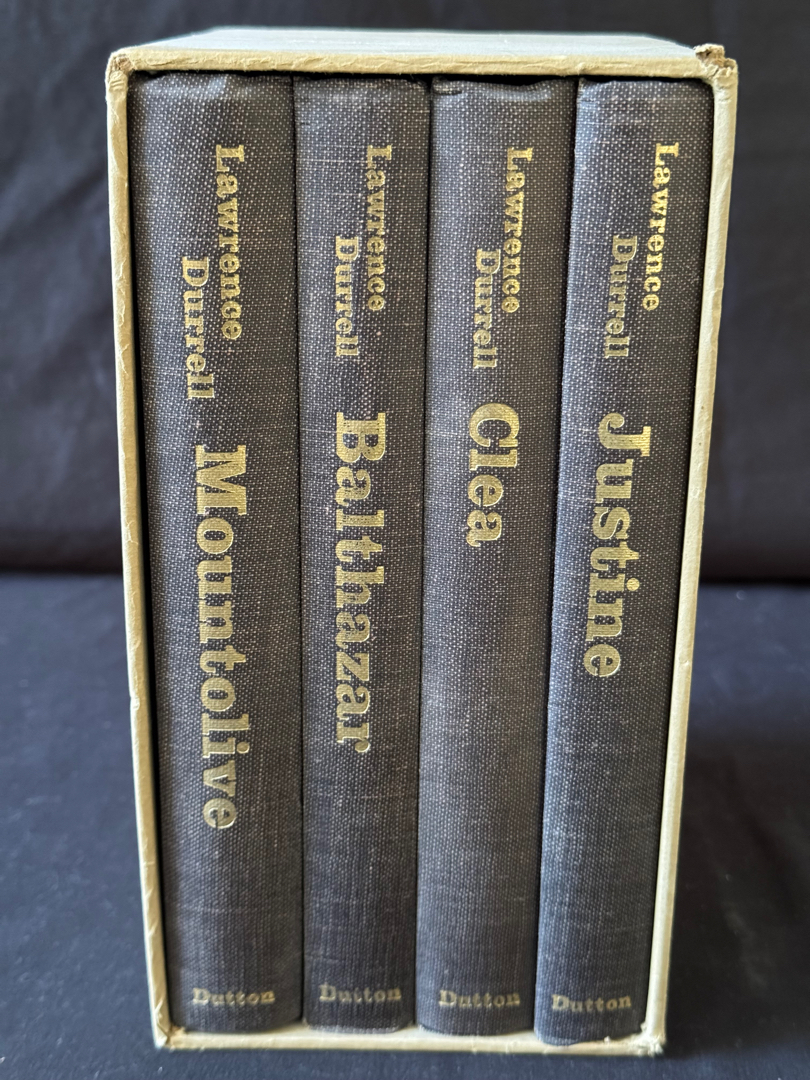 Lawrence
Durrell
Mountolive
Dutton
Lawrence
Durrell
Balthazar
Dutton
Lawrence
Durrell
Clea
Dutton
Lawrence
Durrell
Justine
Dutton